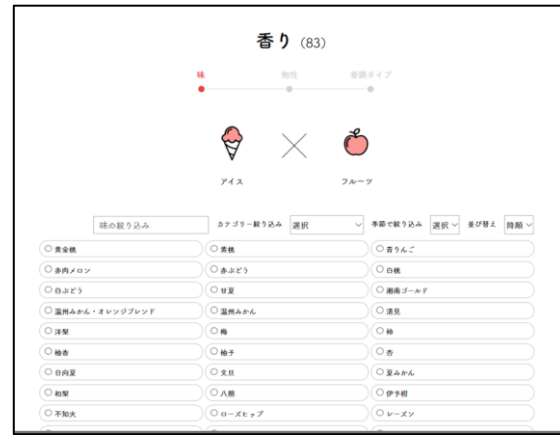 香り (83)
味 物性 香調タイプ
アイス フルーツ
味の絞り込み カテゴリー絞り込み 選択 季節で絞り込み 選択 並び替え 降順
黄金桃 黄桃 青りんご
赤肉メロン 赤ぶどう 白桃
白ぶどう 甘夏 湘南ゴールド
温州みかん・オレンジブレンド 温州みかん 清見
洋梨 梅 柿
柚香 柚子 杏
日向夏 文旦 夏みかん
和梨 八朔 伊予柑
不知火 ローズヒップ レーズン